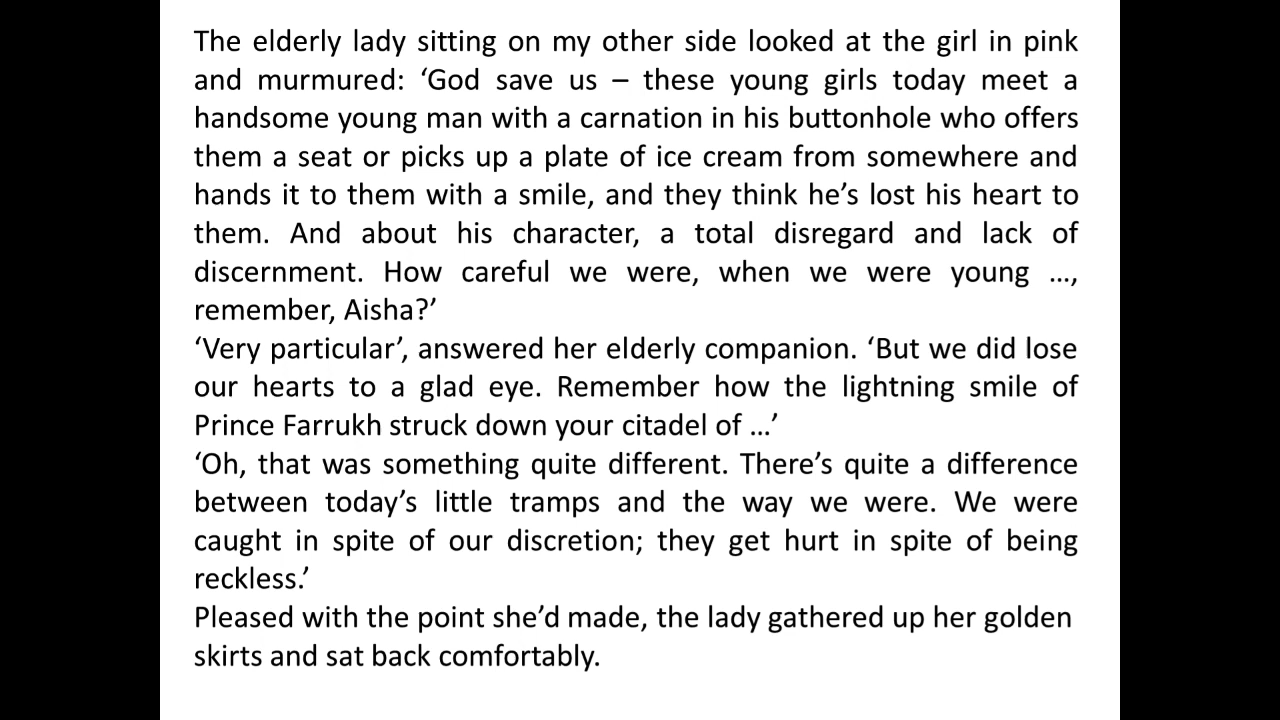 The elderly lady sitting on my other side looked at the girl in pink
and murmured: ‘God save us – these young girls today meet a
handsome young man with a carnation in his buttonhole who offers
them a seat or picks up a plate of ice cream from somewhere and
hands it to them with a smile, and they think he’s lost his heart to
them. And about his character, a total disregard and lack of
discernment. How careful we were, when we were young …,
remember, Aisha?’
‘Very particular’, answered her elderly companion. ‘But we did lose
our hearts to a glad eye. Remember how the lightning smile of
Prince Farrukh struck down your citadel of …’
‘Oh, that was something quite different. There’s quite a difference
between today’s little tramps and the way we were. We were
caught in spite of our discretion; they get hurt in spite of being
reckless.’
Pleased with the point she’d made, the lady gathered up her golden
skirts and sat back comfortably.